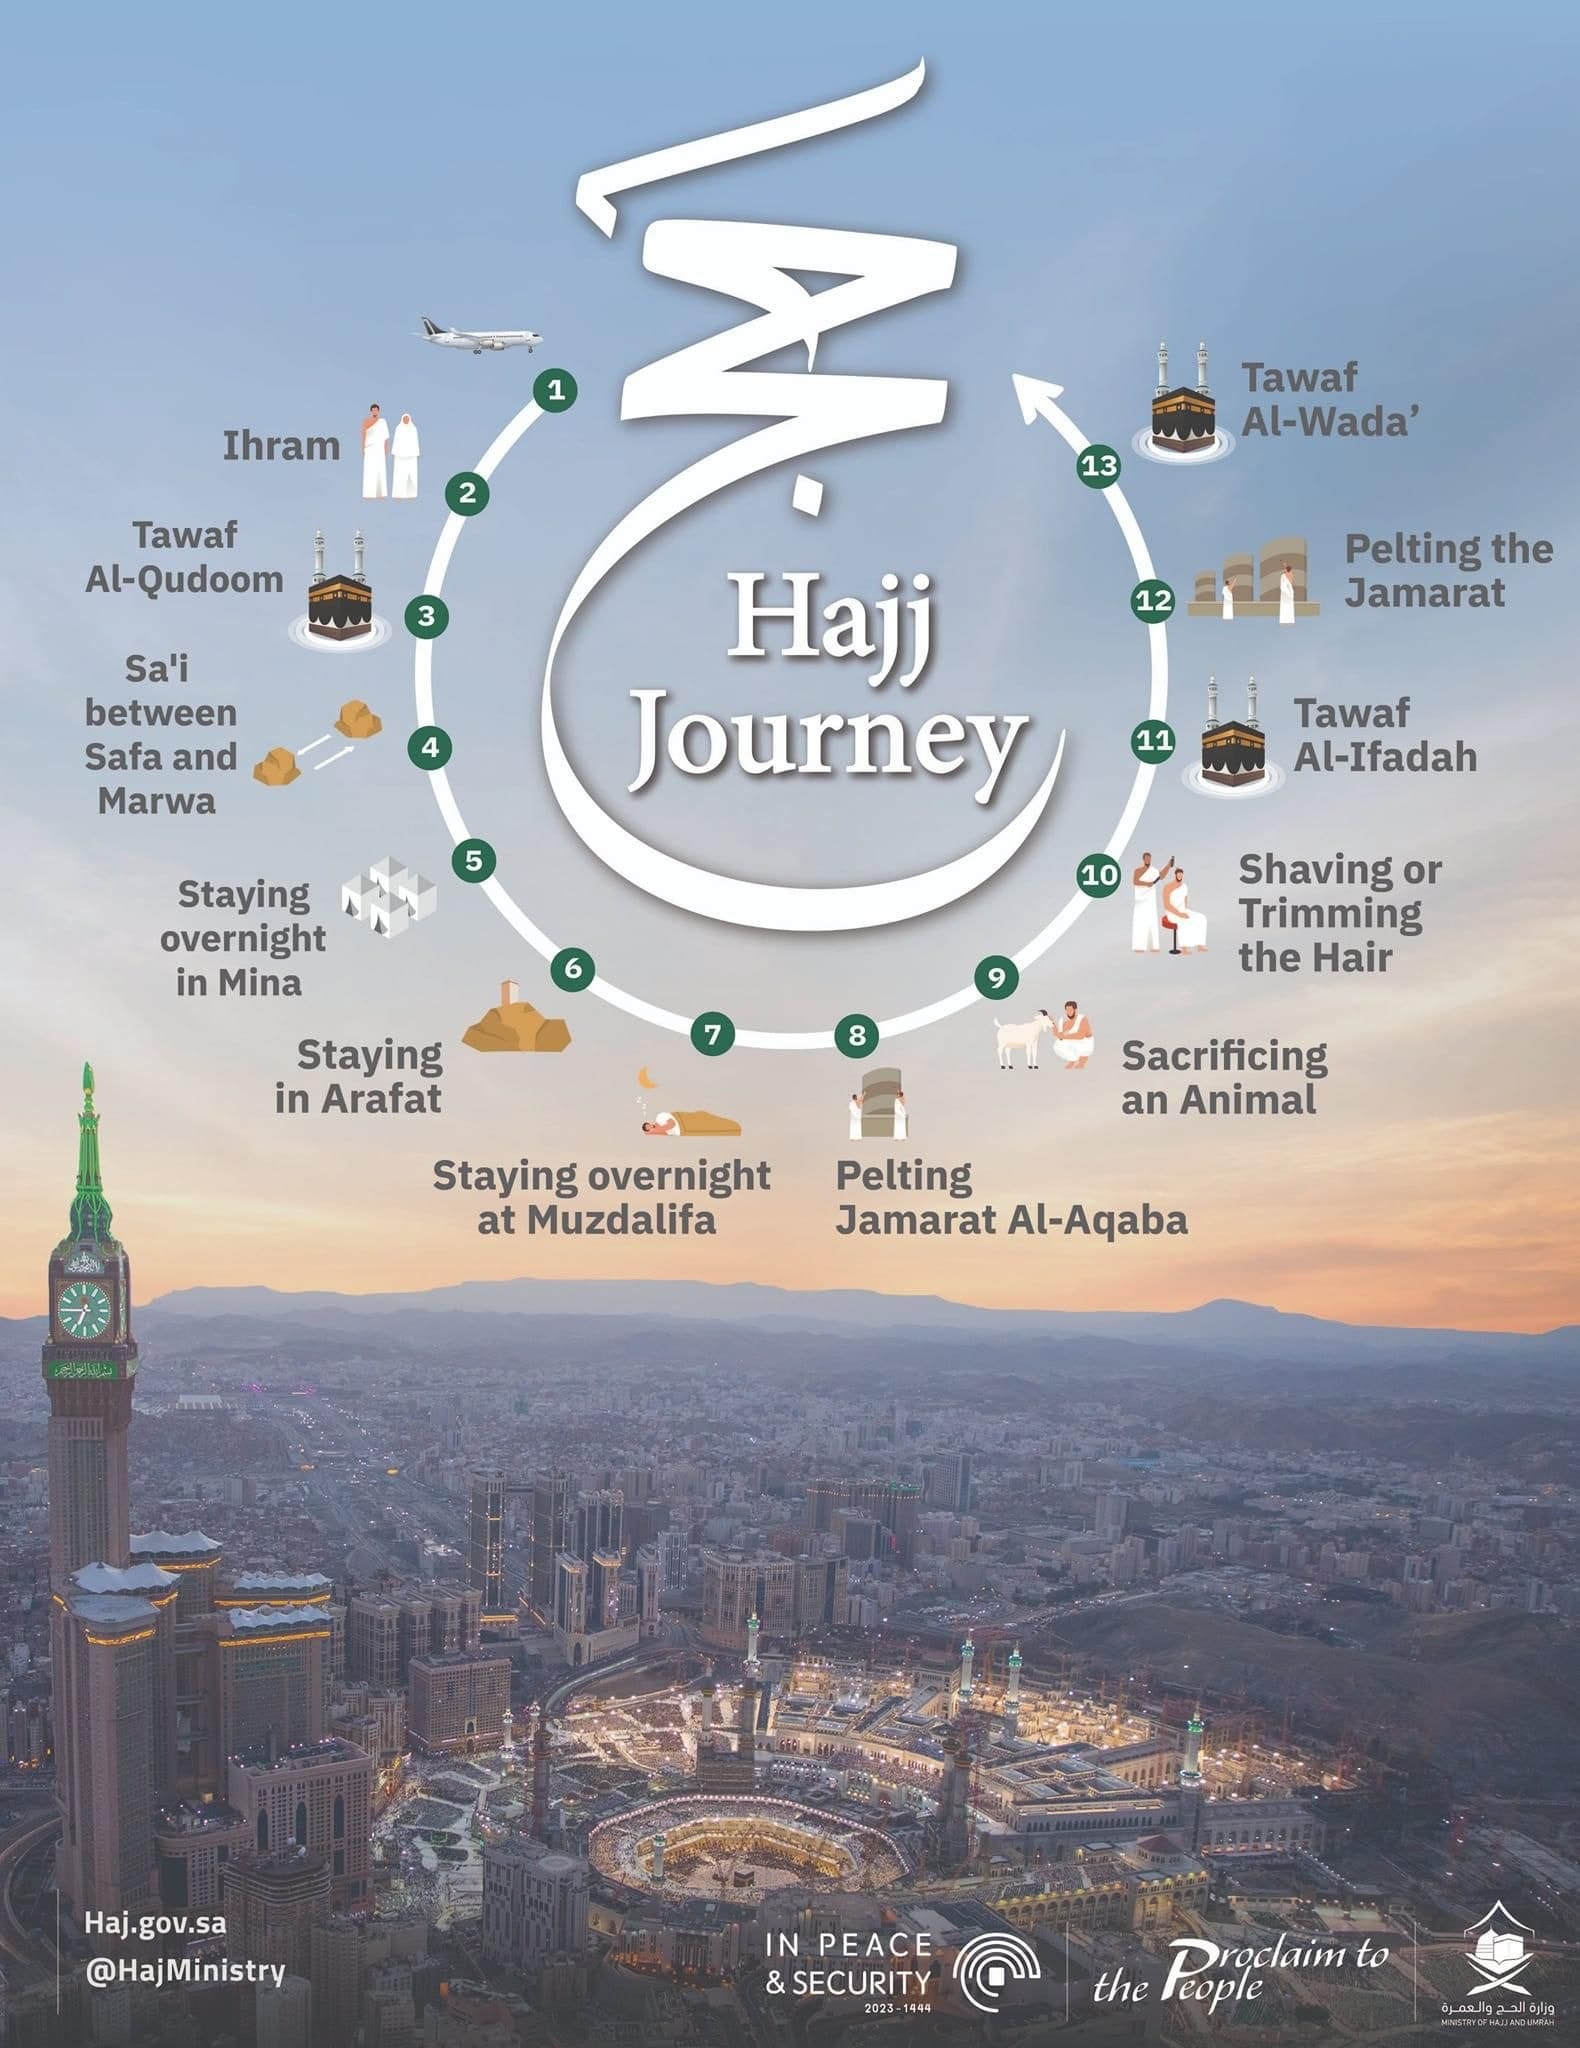 الحج
Hajj
Journey
1
2
Ihram
3
Tawaf
Al-Qudoom
4
Sa'i
between
Safa and
Marwa
5
Staying
overnight
in Mina
6
Staying
in Arafat
7
Staying overnight
at Muzdalifa
8
Pelting
Jamarat Al-Aqaba
9
Sacrificing
an Animal
10
Shaving or
Trimming
the Hair
11
Tawaf
Al-Ifadah
12
Pelting the
Jamarat
13
Tawaf
Al-Wada’
Haj.gov.sa
@HajMinistry
IN PEACE
& SECURITY
2023-1444
Proclaim to
the People
وزارة الحج والعمرة
MINISTRY OF HAJJ AND UMRAH